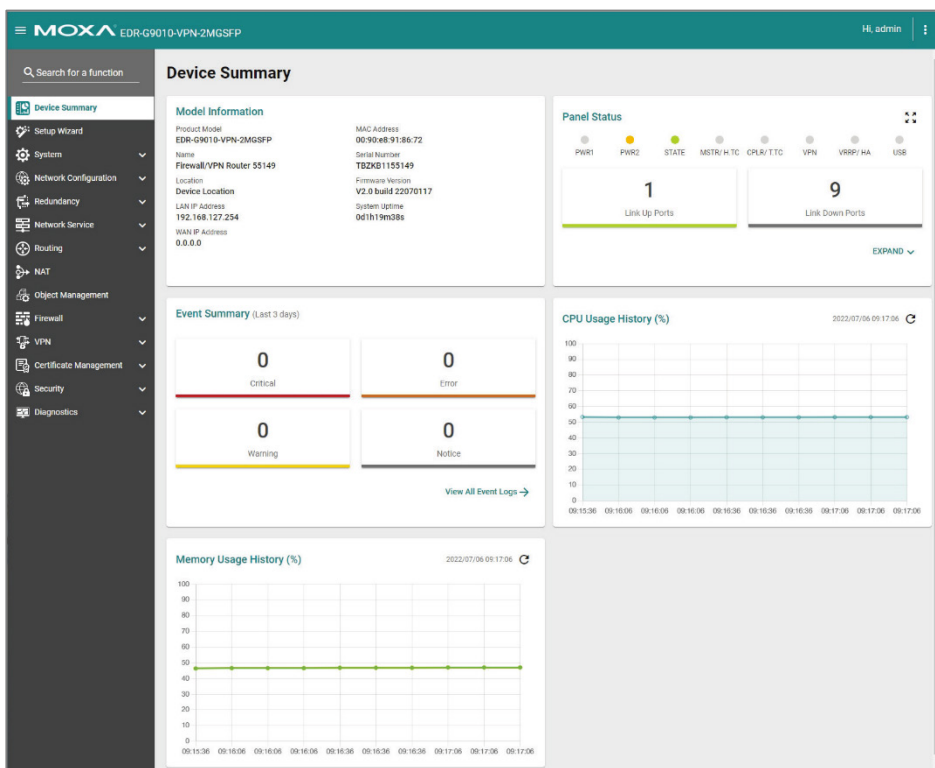 MOXA EDR-G9010-VPN-2MGSFP
Hi, admin
Search for a function
Device Summary
Setup Wizard
System
Network Configuration
Redundancy
Network Service
Routing
NAT
Object Management
Firewall
VPN
Certificate Management
Security
Diagnostics
Device Summary
Model Information
Product Model
EDR-G9010-VPN-2MGSFP
Name
Firewall/VPN Router 55149
Location
Device Location
LAN IP Address
192.168.127.254
WAN IP Address
0.0.0.0
MAC Address
00:90:e8:91:86:72
Serial Number
TBZKB1155149
Firmware Version
V2.0 build 22070117
System Uptime
0d1h19m38s
Panel Status
PWR1 PWR2 STATE MSTR/ H.TC CPLR/ T.TC VPN VRRP/ HA USB
1
Link Up Ports
9
Link Down Ports
EXPAND
Event Summary (Last 3 days)
0
Critical
0
Error
0
Warning
0
Notice
View All Event Logs
CPU Usage History (%)
2022/07/06 09:17:06
100
90
80
70
60
50
40
30
20
10
0
09:15:36 09:16:06 09:16:06 09:16:06 09:16:36 09:16:36 09:16:36 09:17:06 09:17:06 09:17:06
Memory Usage History (%)
2022/07/06 09:17:06
100
90
80
70
60
50
40
30
20
10
0
09:15:36 09:16:06 09:16:06 09:16:06 09:16:36 09:16:36 09:16:36 09:17:06 09:17:06 09:17:06